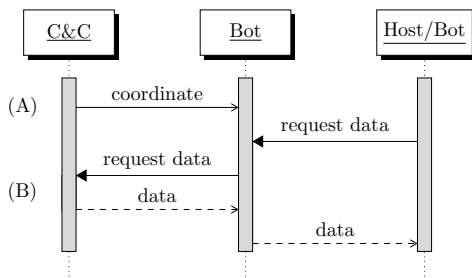 C&C Bot Host/Bot
(A) coordinate
request data
request data
(B) data
data